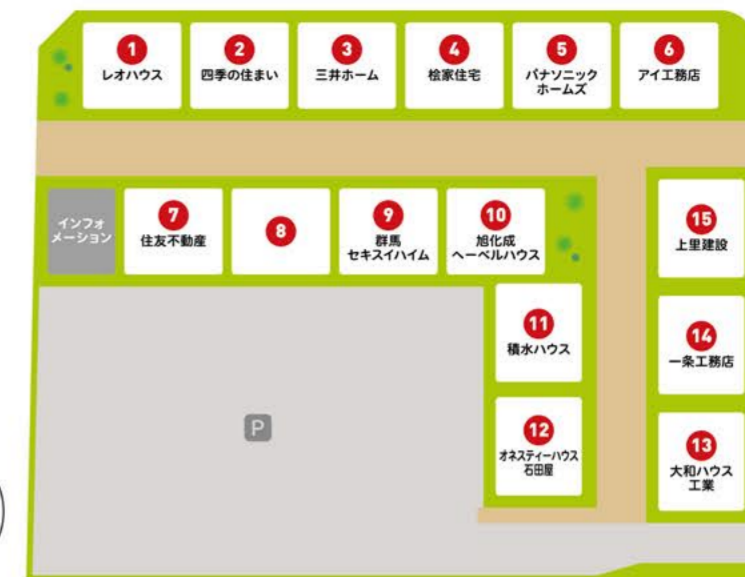 1
レオハウス
2
四季の住まい
3
三井ホーム
4
桧家住宅
5
パナソニック
ホームズ
6
アイ工務店
インフォ
メーション
7
住友不動産
8
9
群馬
セキスイハイム
10
旭化成
ヘーベルハウス
15
上里建設
11
積水ハウス
14
一条工務店
12
オネスティーハウス
石田屋
13
大和ハウス
工業
P